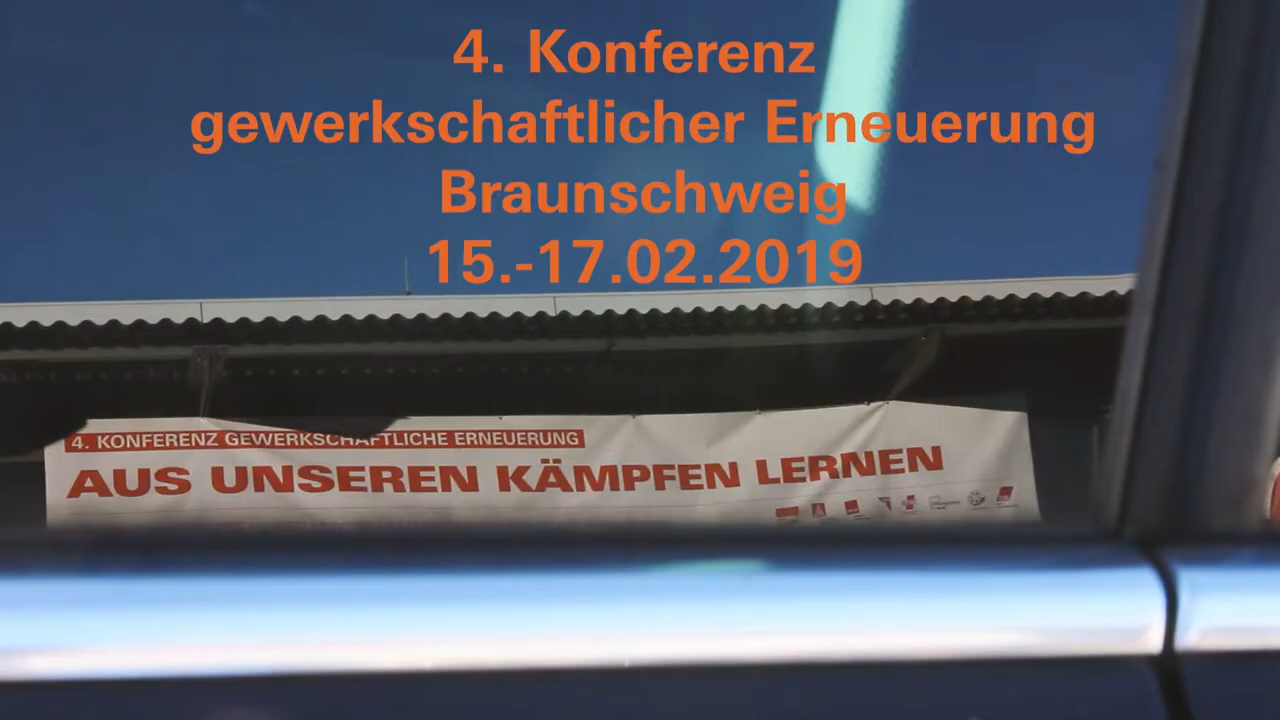 4. Konferenz
gewerkschaftlicher Erneuerung
Braunschweig
15.-17.02.2019
4. KONFERENZ GEWERKSCHAFTLICHE ERNEUERUNG
AUS UNSEREN KÄMPFEN LERNEN